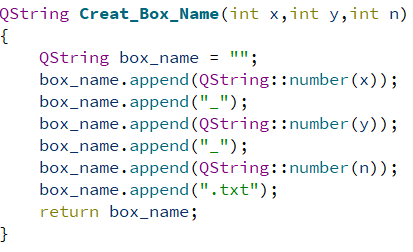 QString Creat_Box_Name(int x,int y,int n)
{
    QString box_name = "";
    box_name.append(QString::number(x));
    box_name.append("_");
    box_name.append(QString::number(y));
    box_name.append("_");
    box_name.append(QString::number(n));
    box_name.append(".txt");
    return box_name;
}